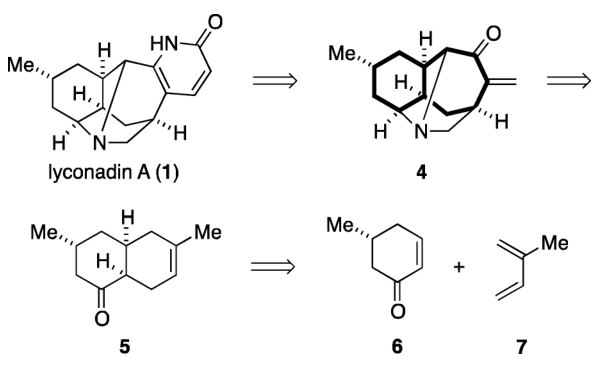 HN O
Me H
H
H N H
lyconadin A (1)
O
Me H
H
H N H
4
Me H Me
H
O
5
Me
O
6
+
Me
7